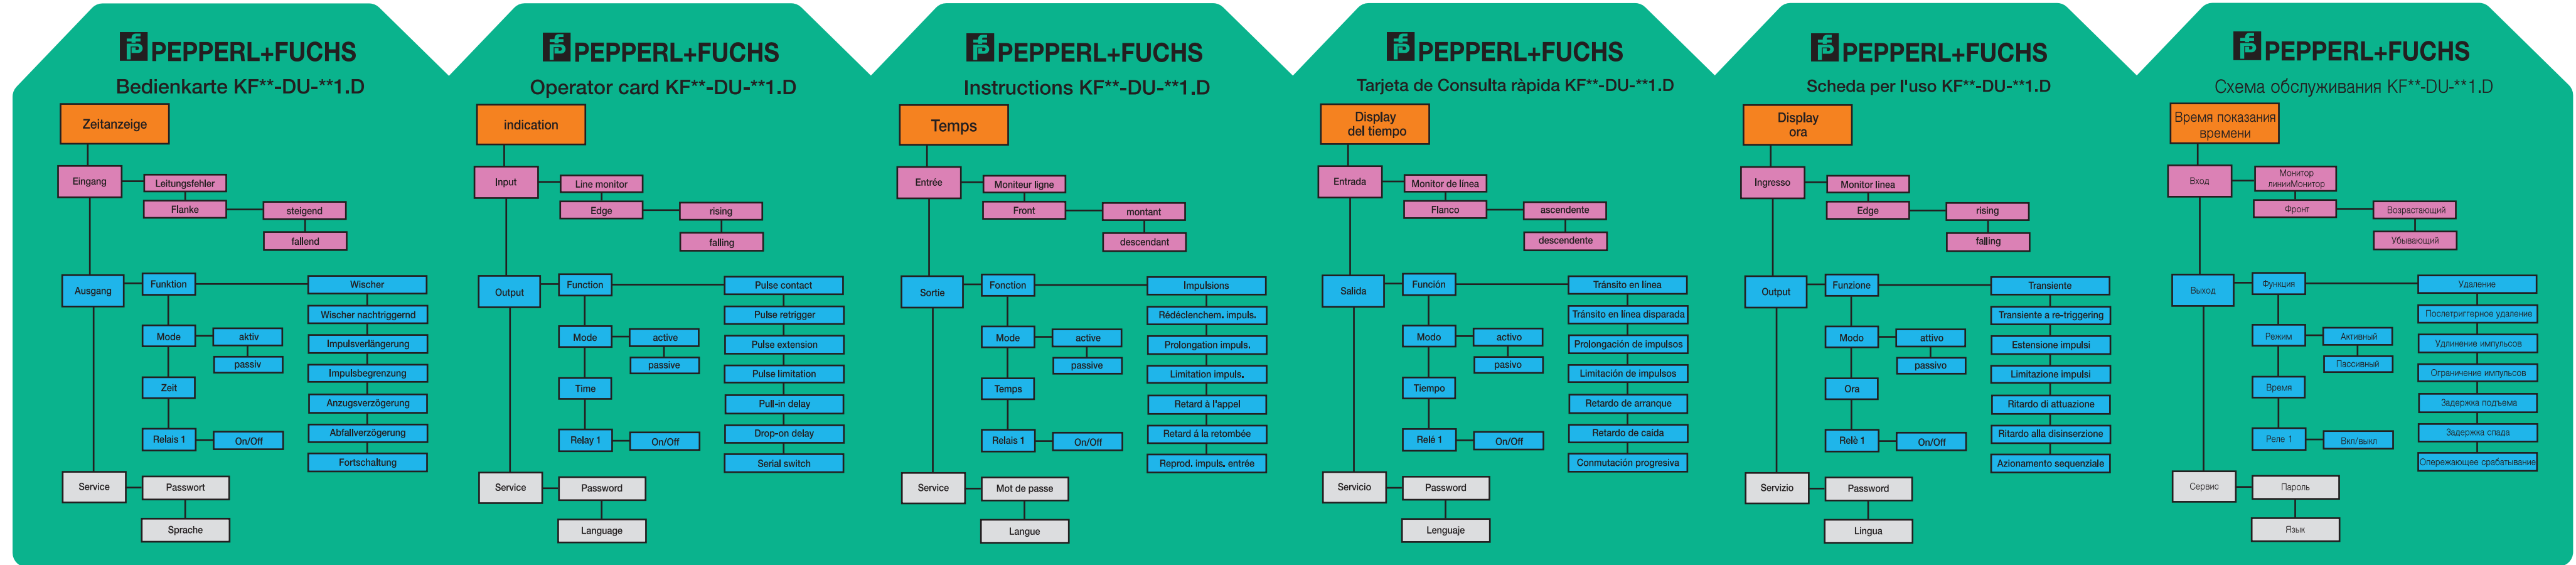 PEPPERL+FUCHS
Bedienkarte KF**-DU-**1.D
Zeitanzeige
Eingang
Leitungsfehler
Flanke
steigend
fallend
Ausgang
Funktion
Wischer
Wischer nachtriggernd
Mode
aktiv
Impulsverlängerung
passiv
Impulsbegrenzung
Zeit
Anzugsverzögerung
Abfallverzögerung
Relais 1
On/Off
Fortschaltung
Service
Passwort
Sprache
PEPPERL+FUCHS
Operator card KF**-DU-**1.D
indication
Input
Line monitor
Edge
rising
falling
Output
Function
Pulse contact
Pulse retrigger
Mode
active
Pulse extension
passive
Pulse limitation
Time
Pull-in delay
Drop-on delay
Relay 1
On/Off
Serial switch
Service
Password
Language
PEPPERL+FUCHS
Instructions KF**-DU-**1.D
Temps
Entrée
Moniteur ligne
Front
montant
descendant
Sortie
Fonction
Impulsions
Rédéclenchem. impuls.
Mode
active
Prolongation impuls.
passive
Limitation impuls.
Temps
Retard à l'appel
Retard á la retombée
Relais 1
On/Off
Reprod. impuls. entrée
Service
Mot de passe
Langue
PEPPERL+FUCHS
Tarjeta de Consulta ràpida KF**-DU-**1.D
Display
del tiempo
Entrada
Monitor de línea
Flanco
ascendente
descendente
Salida
Función
Tránsito en línea
Tránsito en línea disparada
Modo
activo
Prolongación de impulsos
pasivo
Limitación de impulsos
Tiempo
Retardo de arranque
Retardo de caída
Relé 1
On/Off
Conmutación progresiva
Servicio
Password
Lenguaje
PEPPERL+FUCHS
Scheda per l'uso KF**-DU-**1.D
Display
ora
Ingresso
Monitor linea
Edge
rising
falling
Output
Funzione
Transiente
Transiente a re-triggering
Modo
attivo
Estensione impulsi
passivo
Limitazione impulsi
Ora
Ritardo di attuazione
Ritardo alla disinserzione
Relè 1
On/Off
Azionamento sequenziale
Servizio
Password
Lingua
PEPPERL+FUCHS
Схема обслуживания KF**-DU-**1.D
Время показания
времени
Вход
Монитор
линииМонитор
Фронт
Возрастающий
Убывающий
Выход
Функция
Удаление
Послетриггерное удаление
Режим
Активный
Удлинение импульсов
Пассивный
Ограничение импульсов
Время
Задержка подъема
Задержка спада
Реле 1
Вкл/выкл
Опережающее срабатывание
Сервис
Пароль
Язык